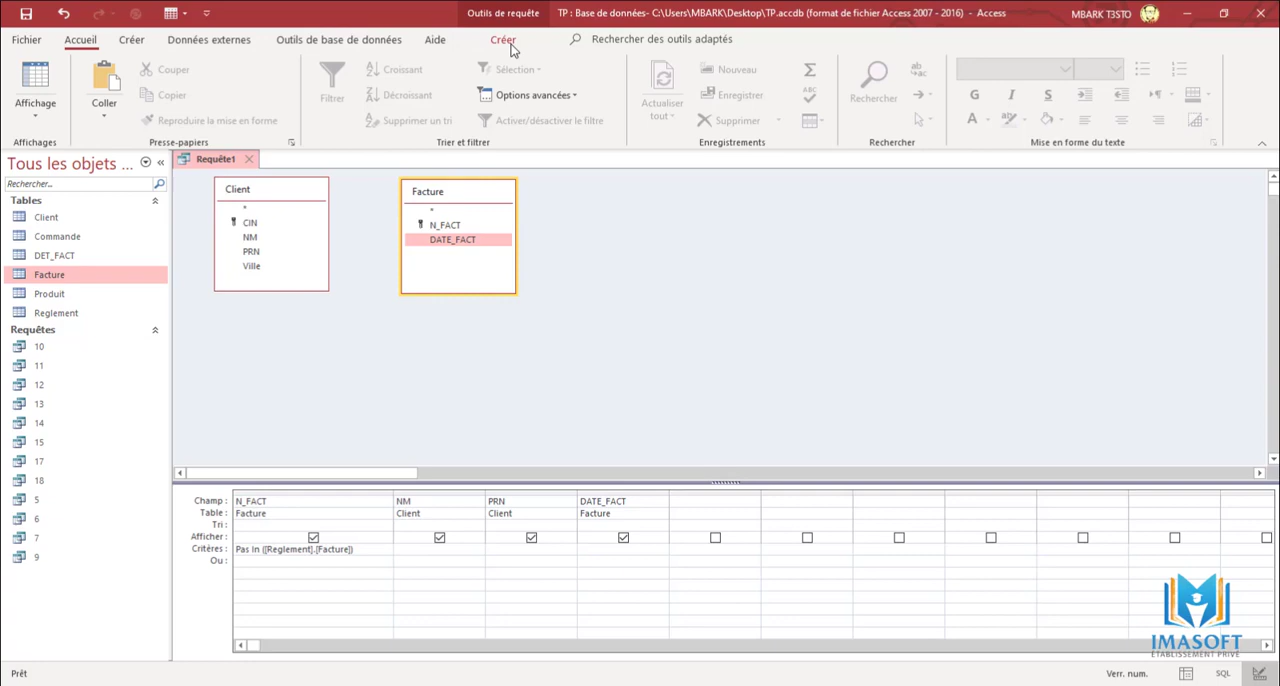 Outils de requête
TP : Base de données- C:\Users\MBARK\Desktop\TP.accdb (format de fichier Access 2007 - 2016) - Access
MBARK T3STO
Fichier Accueil Créer Données externes Outils de base de données Aide Créer Rechercher des outils adaptés
Affichage
Affichages
Coller
Couper
Copier
Reproduire la mise en forme
Presse-papiers
Filtrer
Croissant
Décroissant
Supprimer un tri
Sélection
Options avancées
Activer/désactiver le filtre
Trier et filtrer
Actualiser
tout
Nouveau
Enregistrer
Supprimer
Enregistrements
Rechercher
Rechercher
G I S
A
Mise en forme du texte
Tous les objets ...
Rechercher...
Tables
Client
Commande
DET_FACT
Facture
Produit
Reglement
Requêtes
10
11
12
13
14
15
17
18
5
6
7
9
Requête1
Client
*
CIN
NM
PRN
Ville
Facture
*
N_FACT
DATE_FACT
Champ : N_FACT NM PRN DATE_FACT
Table : Facture Client Client Facture
Tri :
Afficher :
Critères : Pas In ([Reglement].[Facture])
Ou :
IMASOFT
ÉTABLISSEMENT PRIVÉ
Prêt
Verr. num.
SQL